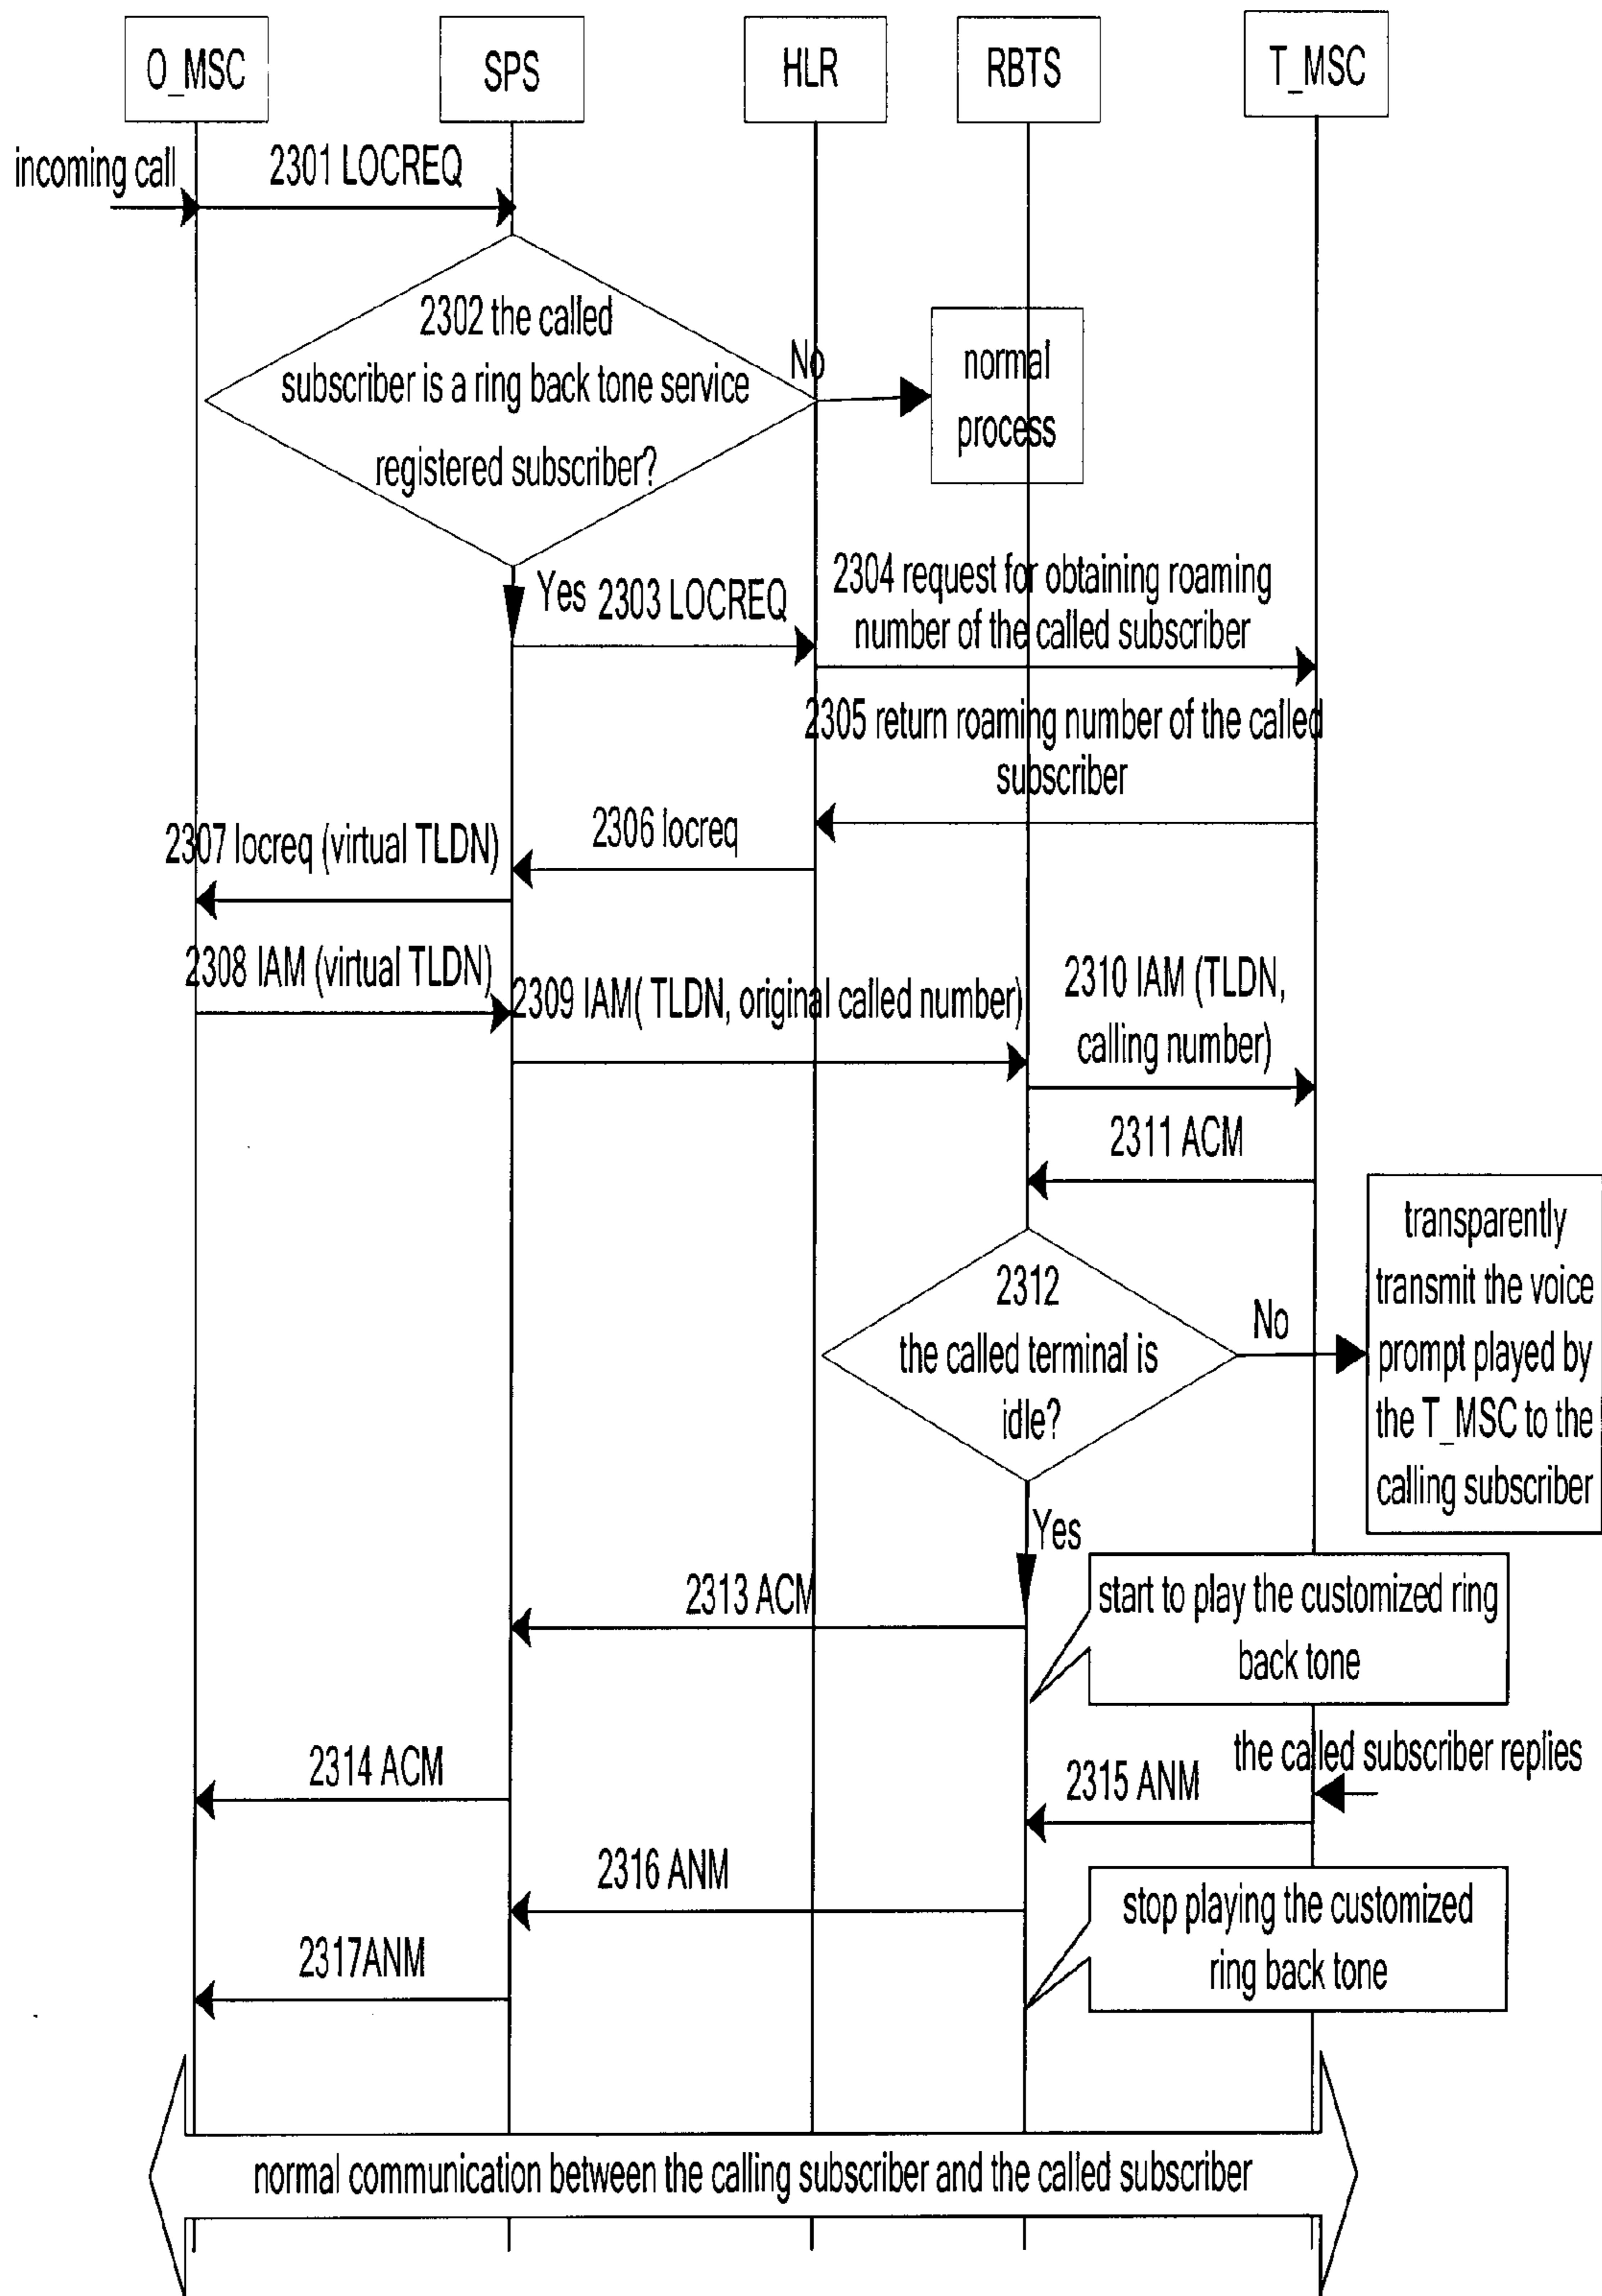 O_MSC
SPS
HLR
RBTS
T_MSC
incoming call
2301 LOCREQ
2302 the called
subscriber is a ring back tone service
registered subscriber?
No
normal
process
Yes
2303 LOCREQ
2304 request for obtaining roaming
number of the called subscriber
2305 return roaming number of the called
subscriber
2306 locreq
2307 locreq (virtual TLDN)
2308 IAM (virtual TLDN)
2309 IAM( TLDN, original called number)
2310 IAM (TLDN,
calling number)
2311 ACM
2312
the called terminal is
idle?
No
transparently
transmit the voice
prompt played by
the T_MSC to the
calling subscriber
Yes
2313 ACM
start to play the customized ring
back tone
2314 ACM
the called subscriber replies
2315 ANM
2316 ANM
stop playing the customized
ring back tone
2317ANM
normal communication between the calling subscriber and the called subscriber